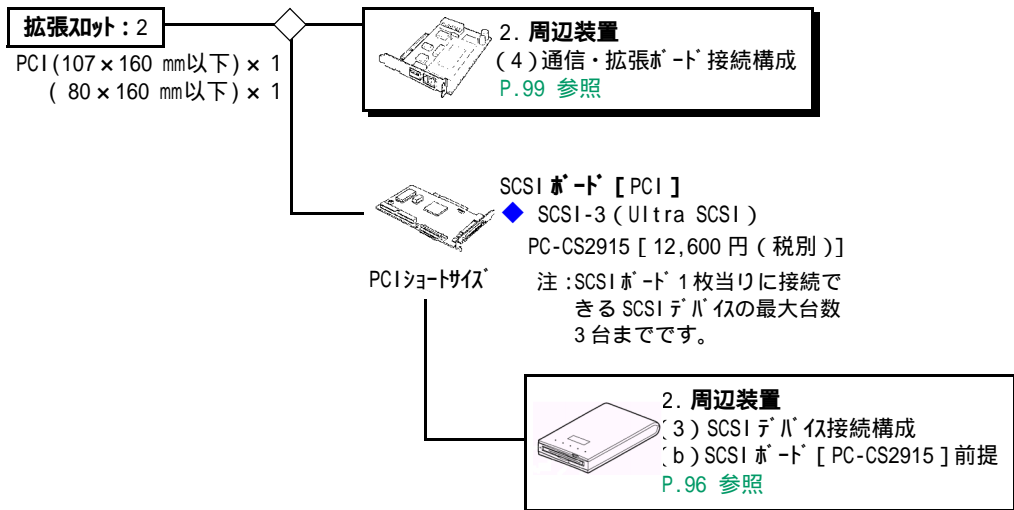 拡張ｽﾛｯﾄ：2
PCI(107×160 mm以下)×1
( 80×160 mm以下)×1
2. 周辺装置
(4)通信・拡張ﾎﾞｰﾄﾞ接続構成
P.99 参照
SCSIﾎﾞｰﾄﾞ[PCI]
◆ SCSI-3(Ultra SCSI)
PC-CS2915[12,600円(税別)]
PCIｼｮｰﾄｻｲｽﾞ
注:SCSIﾎﾞｰﾄﾞ1枚当りに接続で
きるSCSIﾃﾞﾊﾞｲｽの最大台数
3台までです。
2. 周辺装置
(3)SCSIﾃﾞﾊﾞｲｽ接続構成
(b)SCSIﾎﾞｰﾄﾞ[PC-CS2915]前提
P.96 参照